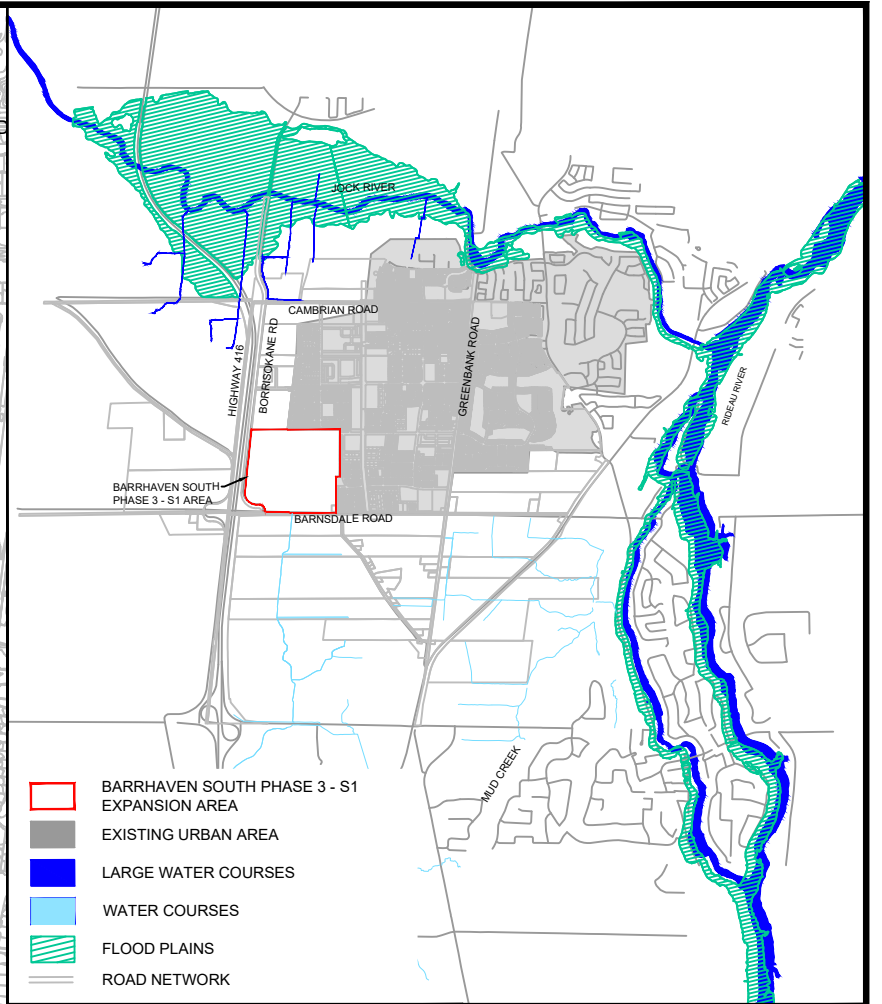 JOCK RIVER
CAMBRIAN ROAD
HIGHWAY 416
BORRISOKANE RD
GREENBANK ROAD
RIDEAU RIVER
BARRHAVEN SOUTH
PHASE 3 - S1 AREA
BARNSDALE ROAD
MUD CREEK
BARRHAVEN SOUTH PHASE 3 - S1
EXPANSION AREA
EXISTING URBAN AREA
LARGE WATER COURSES
WATER COURSES
FLOOD PLAINS
ROAD NETWORK